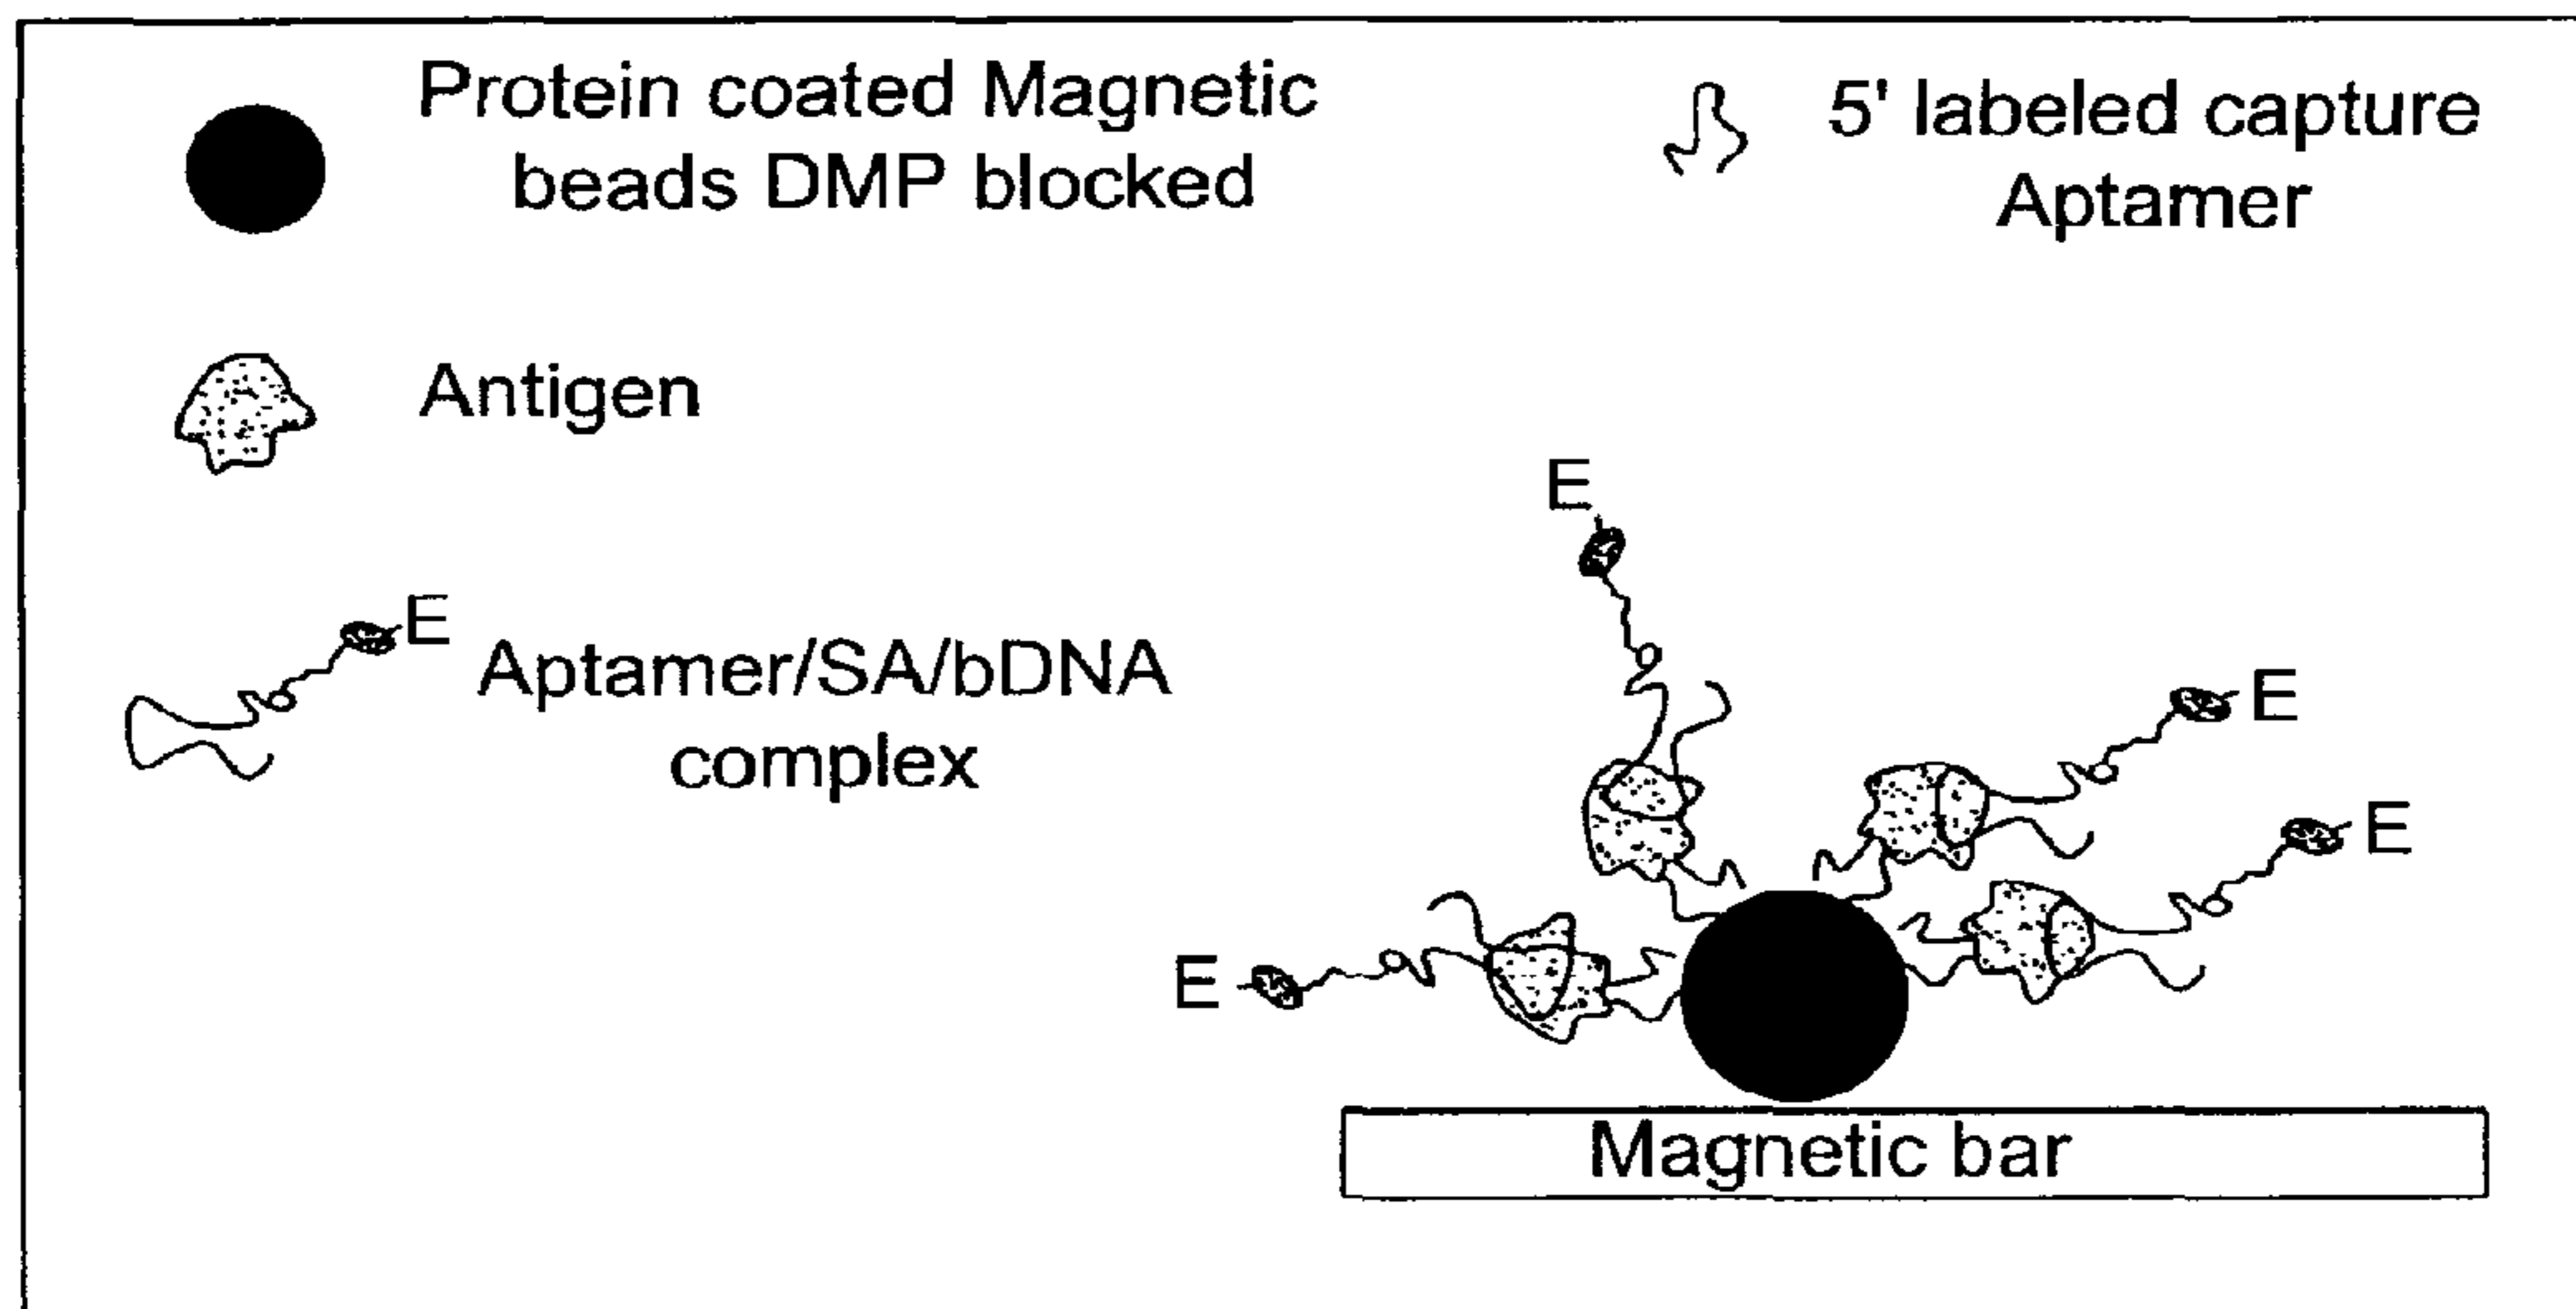 Protein coated Magnetic
beads DMP blocked
5' labeled capture
Aptamer
Antigen
E
Aptamer/SA/bDNA
complex
E
E
E
E
Magnetic bar